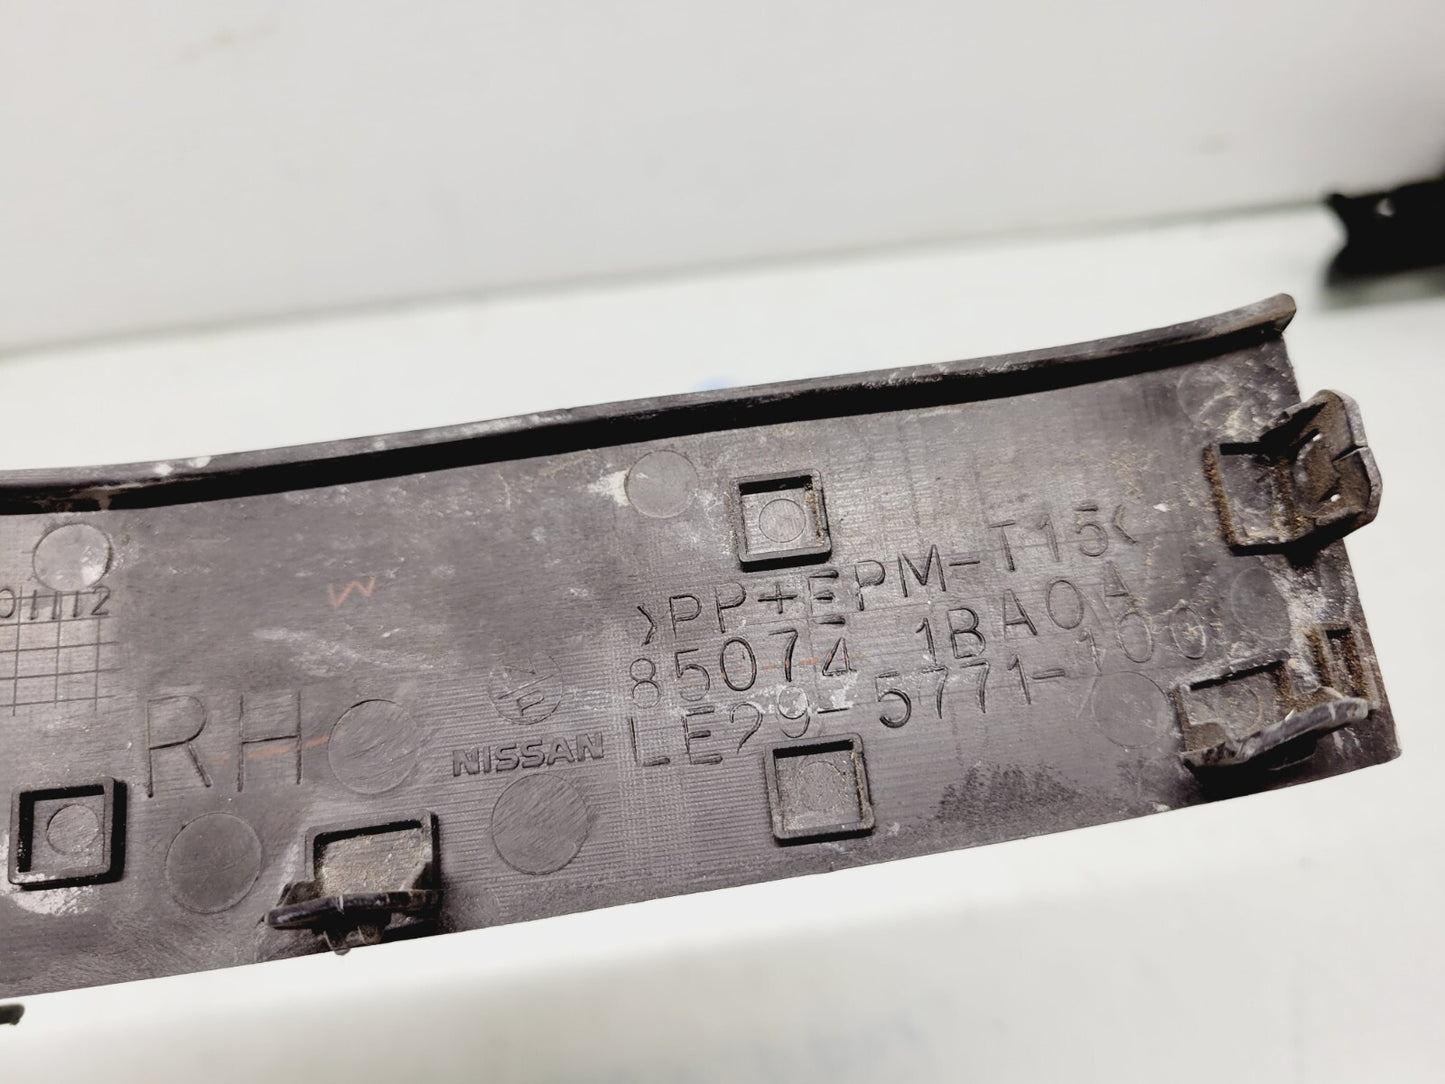 >PP+EPM-T15<
85074 1BA0A
LE29-5771-100
NISSAN
RH